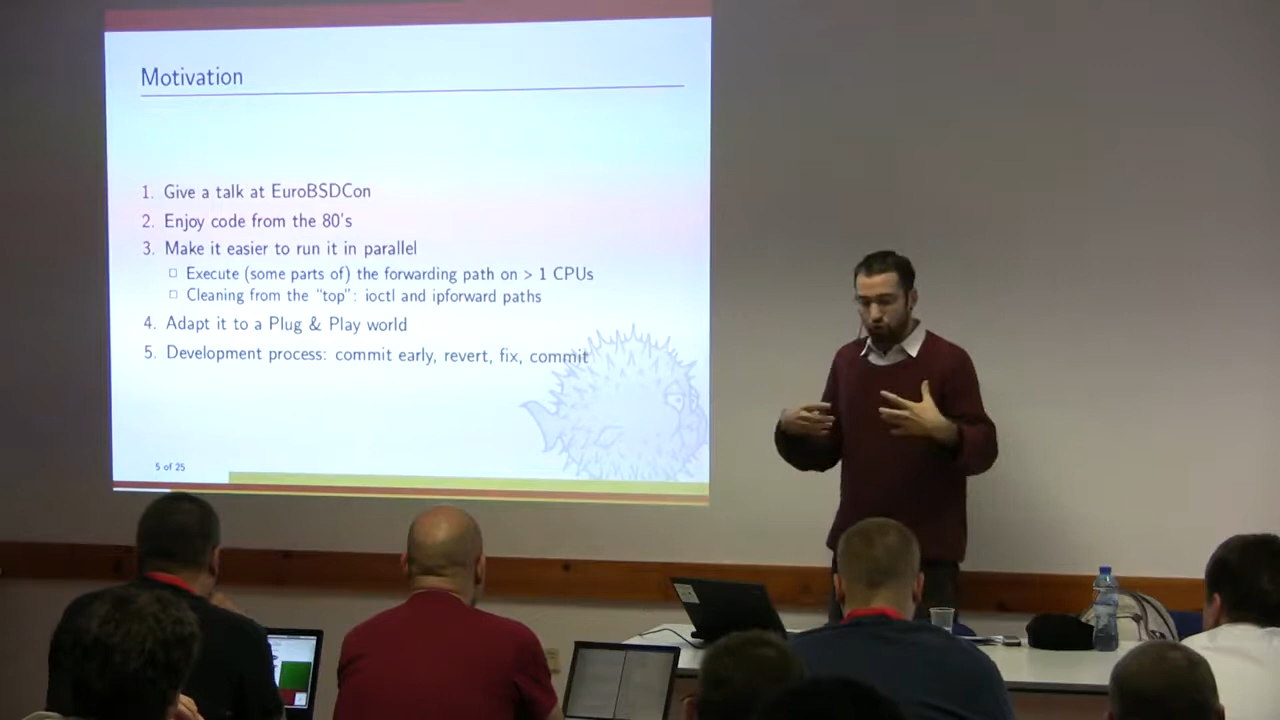 Motivation
1. Give a talk at EuroBSDCon
2. Enjoy code from the 80's
3. Make it easier to run it in parallel
□ Execute (some parts of) the forwarding path on > 1 CPUs
□ Cleaning from the "top": ioctl and ipforward paths
4. Adapt it to a Plug & Play world
5. Development process: commit early, revert, fix, commit
5 of 25